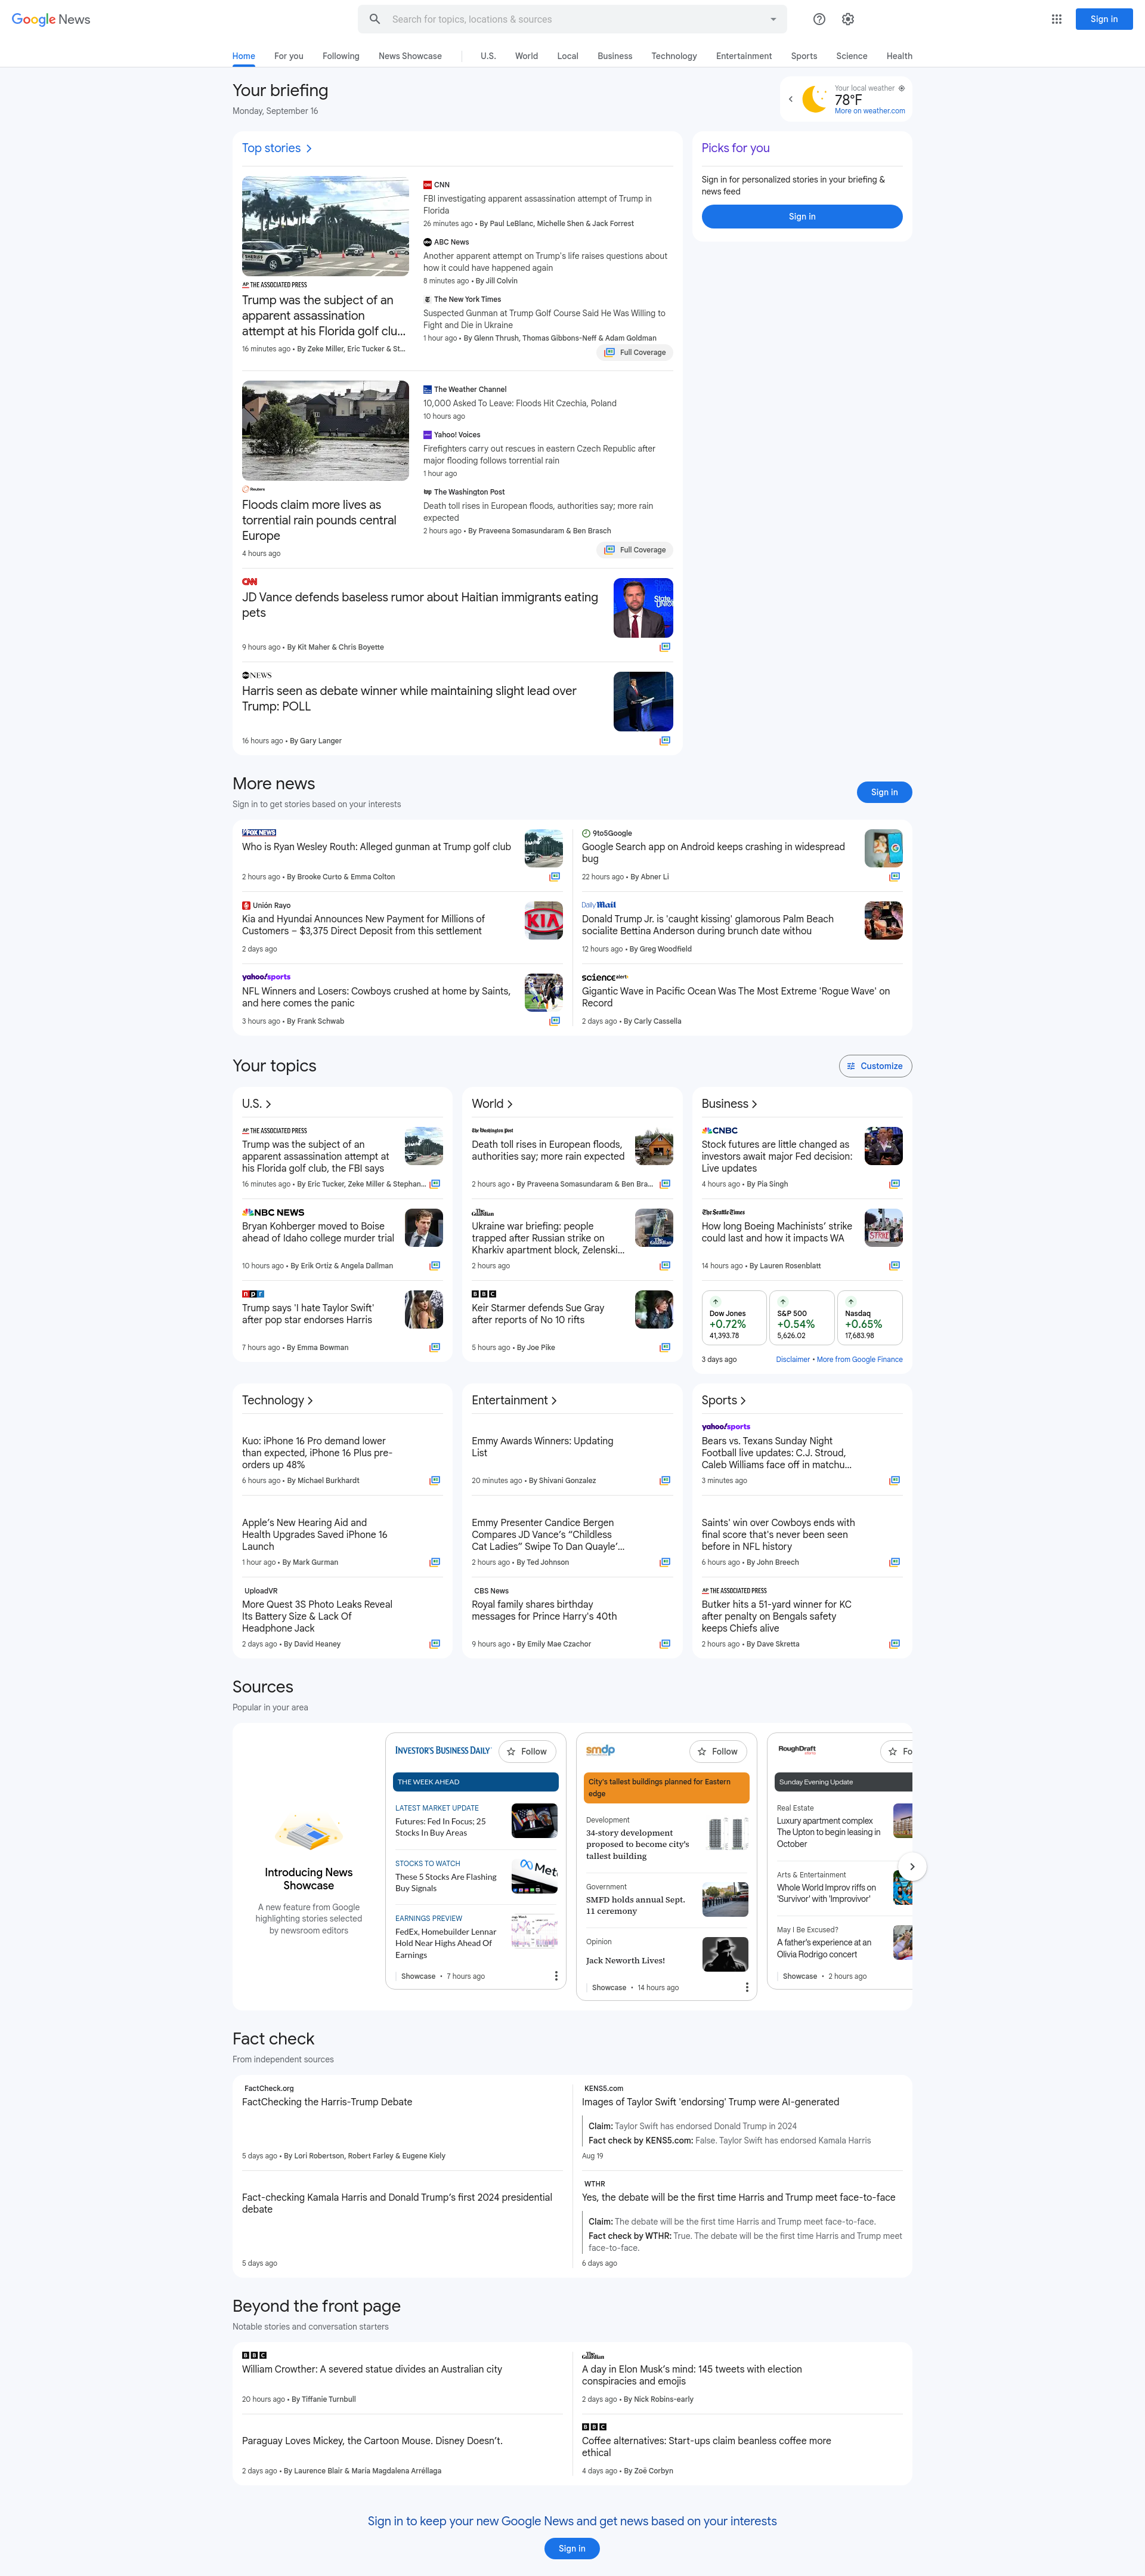 Google News
Search for topics, locations & sources
Sign in
Home
For you
Following
News Showcase
U.S.
World
Local
Business
Technology
Entertainment
Sports
Science
Health
Your briefing
Monday, September 16
Your local weather
78°F
More on weather.com
Top stories
SHERIFF
AP THE ASSOCIATED PRESS
Trump was the subject of an
apparent assassination
attempt at his Florida golf clu...
16 minutes ago • By Zeke Miller, Eric Tucker & St...
CNN
FBI investigating apparent assassination attempt of Trump in
Florida
26 minutes ago • By Paul LeBlanc, Michelle Shen & Jack Forrest
ABC News
Another apparent attempt on Trump's life raises questions about
how it could have happened again
8 minutes ago • By Jill Colvin
The New York Times
Suspected Gunman at Trump Golf Course Said He Was Willing to
Fight and Die in Ukraine
1 hour ago • By Glenn Thrush, Thomas Gibbons-Neff & Adam Goldman
Full Coverage
Reuters
Floods claim more lives as
torrential rain pounds central
Europe
4 hours ago
The Weather Channel
10,000 Asked To Leave: Floods Hit Czechia, Poland
10 hours ago
Yahoo! Voices
Firefighters carry out rescues in eastern Czech Republic after
major flooding follows torrential rain
1 hour ago
wp The Washington Post
Death toll rises in European floods, authorities say; more rain
expected
2 hours ago • By Praveena Somasundaram & Ben Brasch
Full Coverage
CNN
JD Vance defends baseless rumor about Haitian immigrants eating
pets
9 hours ago • By Kit Maher & Chris Boyette
abc NEWS
Harris seen as debate winner while maintaining slight lead over
Trump: POLL
16 hours ago • By Gary Langer
Picks for you
Sign in for personalized stories in your briefing &
news feed
Sign in
More news
Sign in to get stories based on your interests
Sign in
FOX NEWS
Who is Ryan Wesley Routh: Alleged gunman at Trump golf club
2 hours ago • By Brooke Curto & Emma Colton
Unión Rayo
Kia and Hyundai Announces New Payment for Millions of
Customers – $3,375 Direct Deposit from this settlement
2 days ago
KIA
yahoo!sports
NFL Winners and Losers: Cowboys crushed at home by Saints,
and here comes the panic
3 hours ago • By Frank Schwab
9to5Google
Google Search app on Android keeps crashing in widespread
bug
22 hours ago • By Abner Li
Daily Mail
Donald Trump Jr. is 'caught kissing' glamorous Palm Beach
socialite Bettina Anderson during brunch date withou
12 hours ago • By Greg Woodfield
sciencealert
Gigantic Wave in Pacific Ocean Was The Most Extreme 'Rogue Wave' on
Record
2 days ago • By Carly Cassella
Your topics
Customize
U.S.
AP THE ASSOCIATED PRESS
Trump was the subject of an
apparent assassination attempt at
his Florida golf club, the FBI says
16 minutes ago • By Eric Tucker, Zeke Miller & Stephan...
NBC NEWS
Bryan Kohberger moved to Boise
ahead of Idaho college murder trial
10 hours ago • By Erik Ortiz & Angela Dallman
npr
Trump says 'I hate Taylor Swift'
after pop star endorses Harris
7 hours ago • By Emma Bowman
World
The Washington Post
Death toll rises in European floods,
authorities say; more rain expected
2 hours ago • By Praveena Somasundaram & Ben Bra...
The Guardian
Ukraine war briefing: people
trapped after Russian strike on
Kharkiv apartment block, Zelenski...
2 hours ago
BBC
Keir Starmer defends Sue Gray
after reports of No 10 rifts
5 hours ago • By Joe Pike
Business
CNBC
Stock futures are little changed as
investors await major Fed decision:
Live updates
4 hours ago • By Pia Singh
The Seattle Times
How long Boeing Machinists' strike
could last and how it impacts WA
STRIKE
14 hours ago • By Lauren Rosenblatt
Dow Jones
+0.72%
41,393.78
S&P 500
+0.54%
5,626.02
Nasdaq
+0.65%
17,683.98
3 days ago
Disclaimer • More from Google Finance
Technology
Kuo: iPhone 16 Pro demand lower
than expected, iPhone 16 Plus pre-
orders up 48%
6 hours ago • By Michael Burkhardt
Apple's New Hearing Aid and
Health Upgrades Saved iPhone 16
Launch
1 hour ago • By Mark Gurman
UploadVR
More Quest 3S Photo Leaks Reveal
Its Battery Size & Lack Of
Headphone Jack
2 days ago • By David Heaney
Entertainment
Emmy Awards Winners: Updating
List
20 minutes ago • By Shivani Gonzalez
Emmy Presenter Candice Bergen
Compares JD Vance's "Childless
Cat Ladies" Swipe To Dan Quayle'...
2 hours ago • By Ted Johnson
CBS News
Royal family shares birthday
messages for Prince Harry's 40th
9 hours ago • By Emily Mae Czachor
Sports
yahoo!sports
Bears vs. Texans Sunday Night
Football live updates: C.J. Stroud,
Caleb Williams face off in matchu...
3 minutes ago
Saints' win over Cowboys ends with
final score that's never been seen
before in NFL history
6 hours ago • By John Breech
AP THE ASSOCIATED PRESS
Butker hits a 51-yard winner for KC
after penalty on Bengals safety
keeps Chiefs alive
2 hours ago • By Dave Skretta
Sources
Popular in your area
Introducing News
Showcase
A new feature from Google
highlighting stories selected
by newsroom editors
INVESTOR'S BUSINESS DAILY
Follow
THE WEEK AHEAD
LATEST MARKET UPDATE
Futures: Fed In Focus; 25
Stocks In Buy Areas
STOCKS TO WATCH
These 5 Stocks Are Flashing
Buy Signals
Meta
EARNINGS PREVIEW
FedEx, Homebuilder Lennar
Hold Near Highs Ahead Of
Earnings
Showcase • 7 hours ago
smdp
Follow
City's tallest buildings planned for Eastern
edge
Development
34-story development
proposed to become city's
tallest building
Government
SMFD holds annual Sept.
11 ceremony
Opinion
Jack Neworth Lives!
Showcase • 14 hours ago
RoughDraft
Fo
Sunday Evening Update
Real Estate
Luxury apartment complex
The Upton to begin leasing in
October
Arts & Entertainment
Whole World Improv riffs on
'Survivor' with 'Improvivor'
May I Be Excused?
A father's experience at an
Olivia Rodrigo concert
Showcase • 2 hours ago
Fact check
From independent sources
FactCheck.org
FactChecking the Harris-Trump Debate
5 days ago • By Lori Robertson, Robert Farley & Eugene Kiely
Fact-checking Kamala Harris and Donald Trump's first 2024 presidential
debate
5 days ago
KENS5.com
Images of Taylor Swift 'endorsing' Trump were AI-generated
Claim: Taylor Swift has endorsed Donald Trump in 2024
Fact check by KENS5.com: False. Taylor Swift has endorsed Kamala Harris
Aug 19
WTHR
Yes, the debate will be the first time Harris and Trump meet face-to-face
Claim: The debate will be the first time Harris and Trump meet face-to-face.
Fact check by WTHR: True. The debate will be the first time Harris and Trump meet
face-to-face.
6 days ago
Beyond the front page
Notable stories and conversation starters
BBC
William Crowther: A severed statue divides an Australian city
20 hours ago • By Tiffanie Turnbull
Paraguay Loves Mickey, the Cartoon Mouse. Disney Doesn't.
2 days ago • By Laurence Blair & María Magdalena Arréllaga
The Guardian
A day in Elon Musk's mind: 145 tweets with election
conspiracies and emojis
2 days ago • By Nick Robins-early
BBC
Coffee alternatives: Start-ups claim beanless coffee more
ethical
4 days ago • By Zoë Corbyn
Sign in to keep your new Google News and get news based on your interests
Sign in